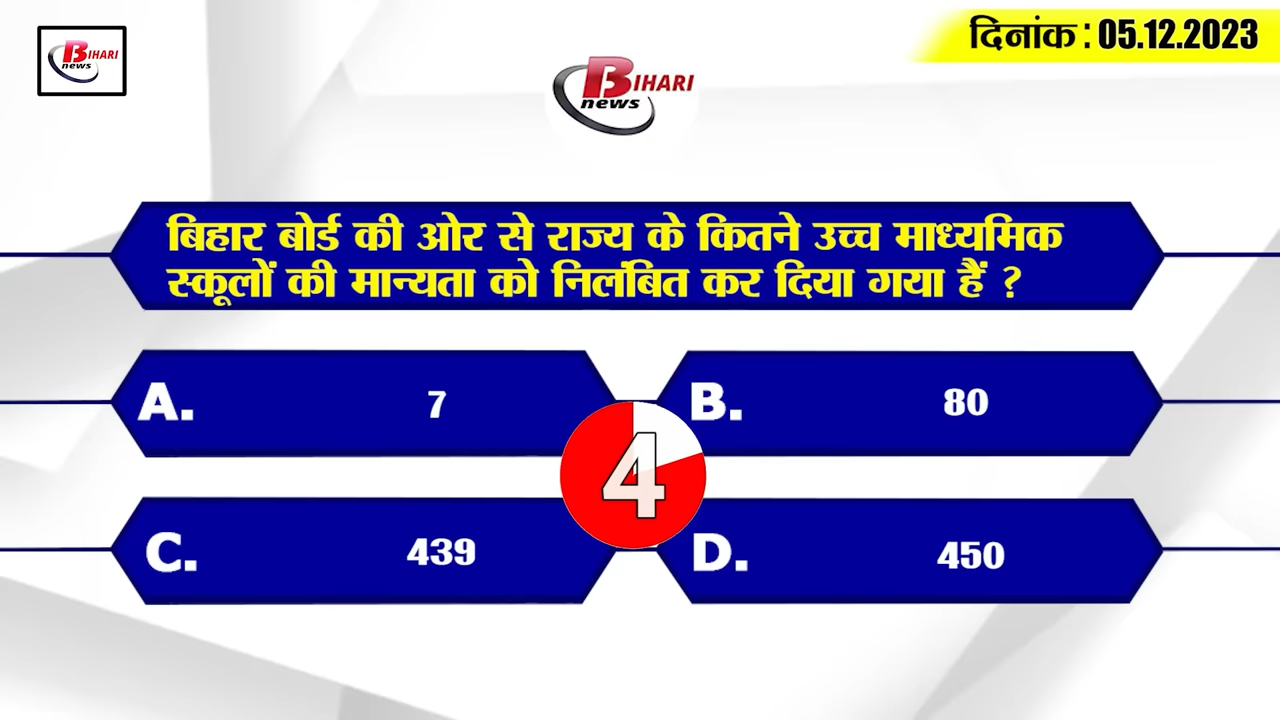 BIHARI
news
दिनांक : 05.12.2023
BIHARI
news
बिहार बोर्ड की ओर से राज्य के कितने उच्च माध्यमिक
स्कूलों की मान्यता को निलंबित कर दिया गया हैं ?
A. 7
B. 80
4
C. 439
D. 450